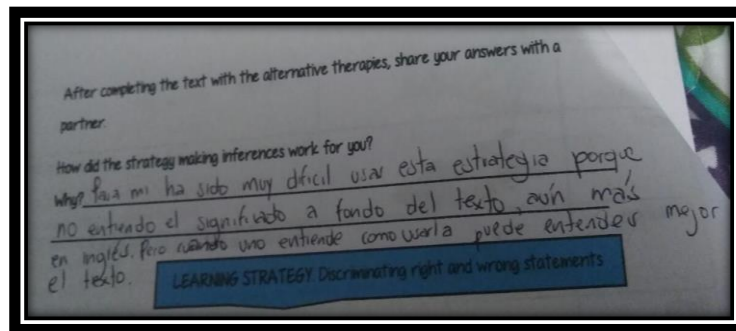 After completing the text with the alternative therapies, share your answers with a
partner.
How did the strategy making inferences work for you?
Why? Para mi ha sido muy dificil usar esta estrategia porque
no entiendo el significado a fondo del texto, aún más
en inglés. Pero cuando uno entiende como usarla puede entender mejor
el texto.
LEARNING STRATEGY. Discriminating right and wrong statements